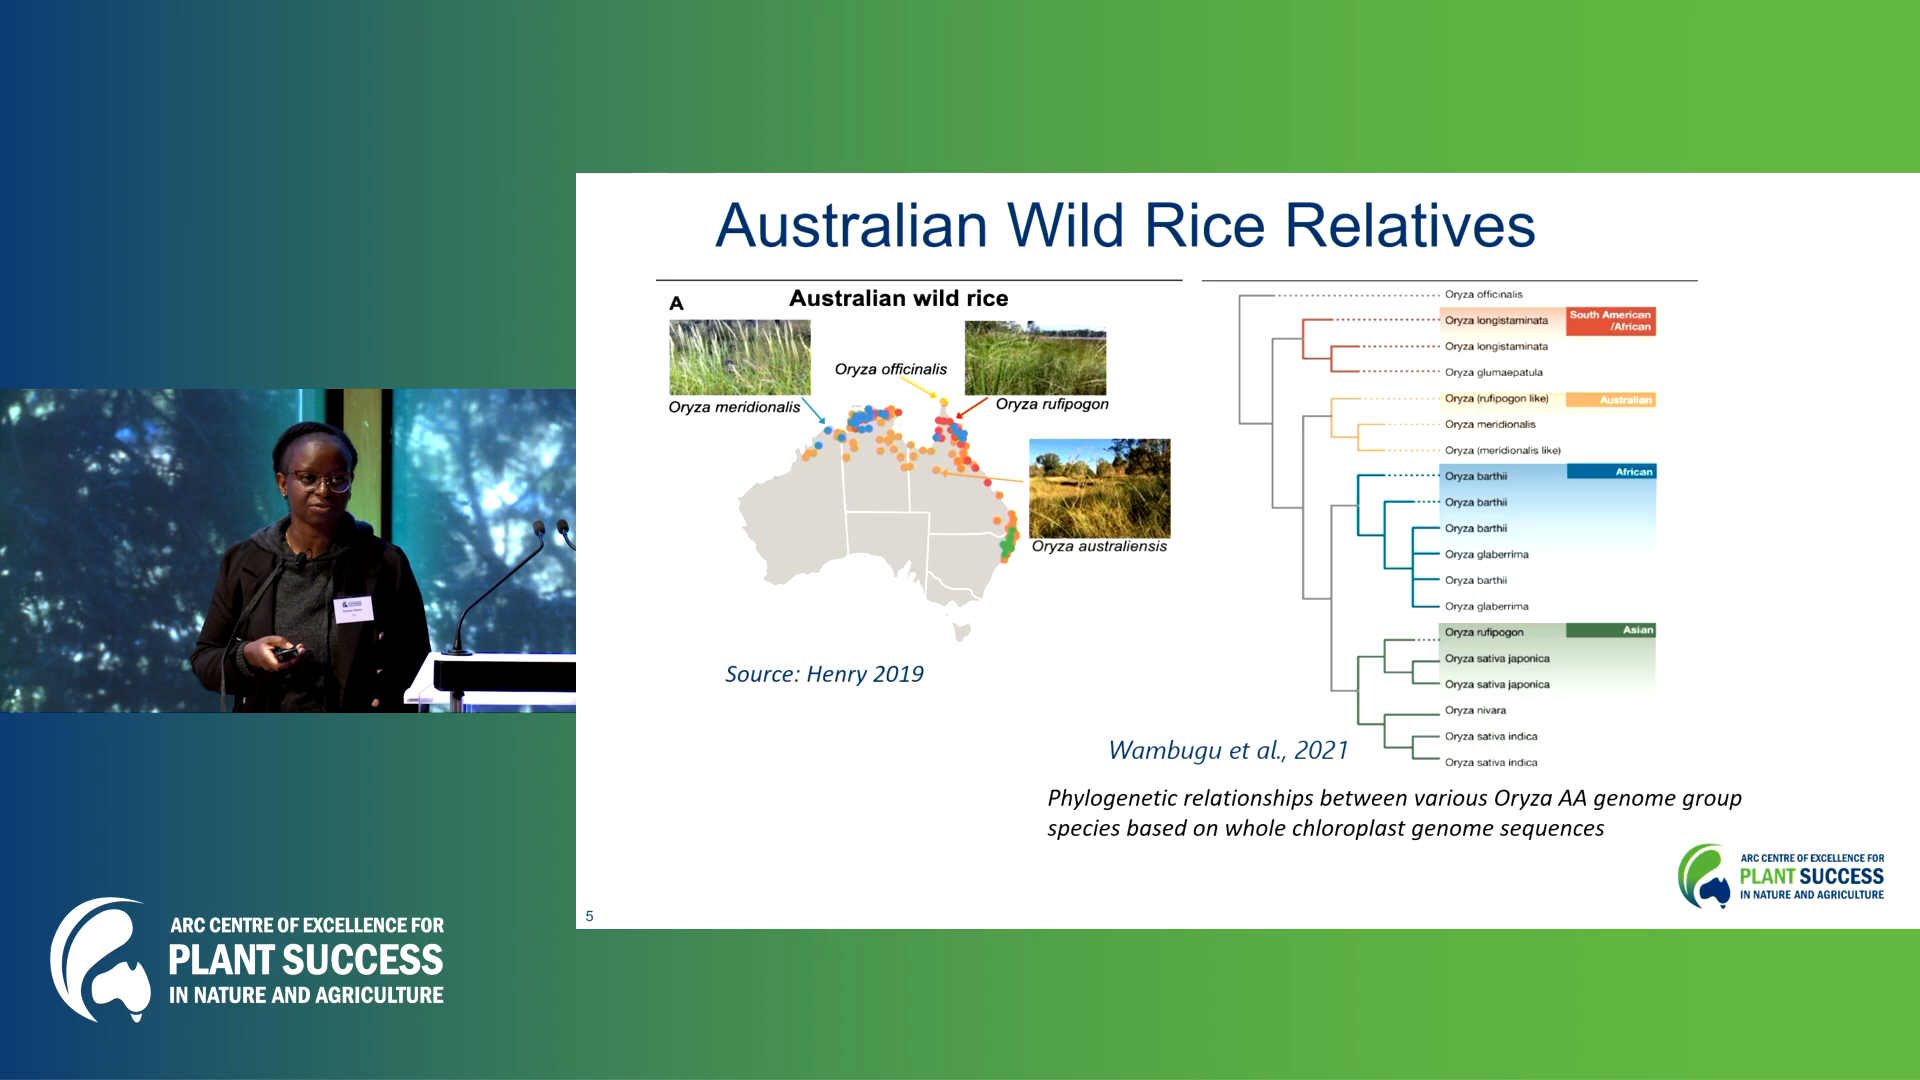 Australian Wild Rice Relatives
A
Australian wild rice
Oryza officinalis
Oryza meridionalis
Oryza rufipogon
Oryza australiensis
Source: Henry 2019
Oryza officinalis
Oryza longistaminata
South American
/African
Oryza longistaminata
Oryza glumaepatula
Oryza (rufipogon like)
Australian
Oryza meridionalis
Oryza (meridionalis like)
Oryza barthii
African
Oryza barthii
Oryza barthii
Oryza glaberrima
Oryza barthii
Oryza glaberrima
Oryza rufipogon
Asian
Oryza sativa japonica
Oryza sativa japonica
Oryza nivara
Oryza sativa indica
Oryza sativa indica
Wambugu et al., 2021
Phylogenetic relationships between various Oryza AA genome group
species based on whole chloroplast genome sequences
ARC CENTRE OF EXCELLENCE FOR
PLANT SUCCESS
IN NATURE AND AGRICULTURE
5
ARC CENTRE OF EXCELLENCE FOR
PLANT SUCCESS
IN NATURE AND AGRICULTURE